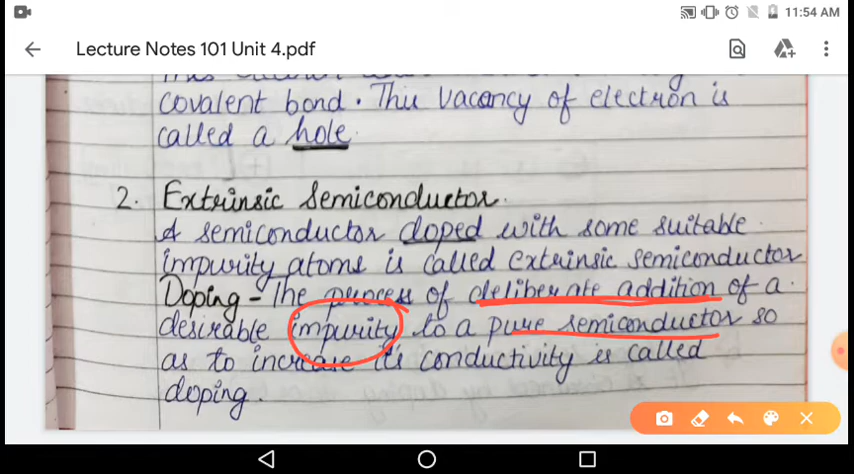 11:54 AM
Lecture Notes 101 Unit 4.pdf
covalent bond. This vacancy of electron is
called a hole
2. Extrinsic Semiconductor.
A semiconductor doped with some suitable
impurity atoms is called extrinsic semiconductor
Doping - The process of deliberate addition of a
desirable impurity to a pure semiconductor so
as to increase its conductivity is called
doping.